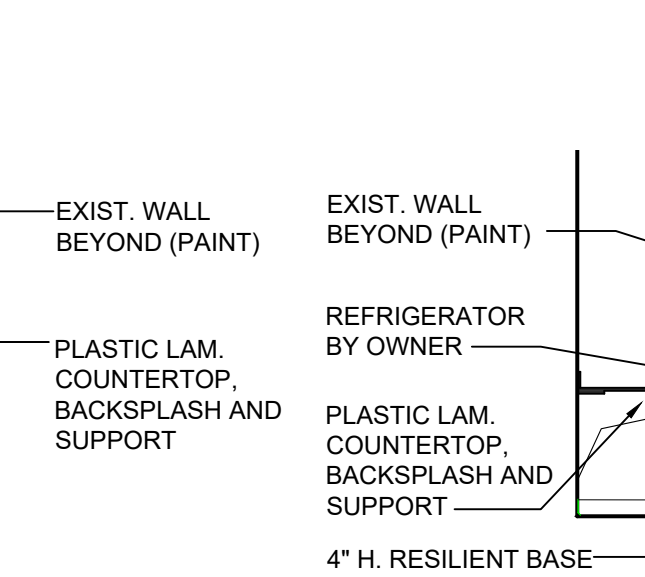 EXIST. WALL
BEYOND (PAINT)
PLASTIC LAM.
COUNTERTOP,
BACKSPLASH AND
SUPPORT
EXIST. WALL
BEYOND (PAINT)
REFRIGERATOR
BY OWNER
PLASTIC LAM.
COUNTERTOP,
BACKSPLASH AND
SUPPORT
4" H. RESILIENT BASE